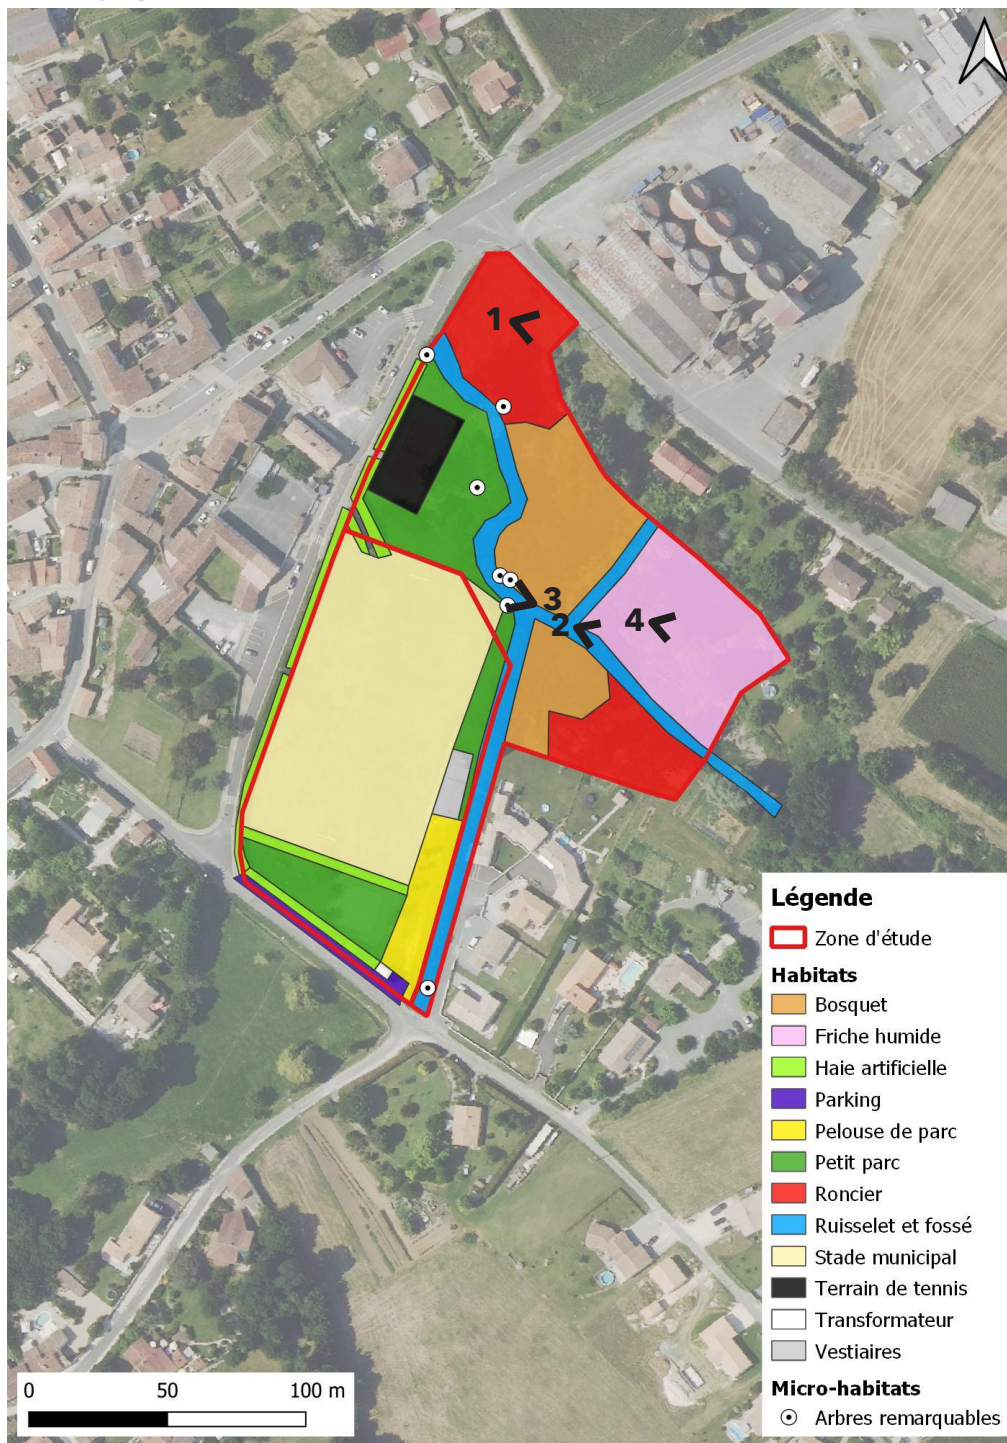 1
3
2
4
Légende
Zone d'étude
Habitats
Bosquet
Friche humide
Haie artificielle
Parking
Pelouse de parc
Petit parc
Roncier
Ruisselet et fossé
Stade municipal
Terrain de tennis
Transformateur
Vestiaires
Micro-habitats
Arbres remarquables
0 50 100 m